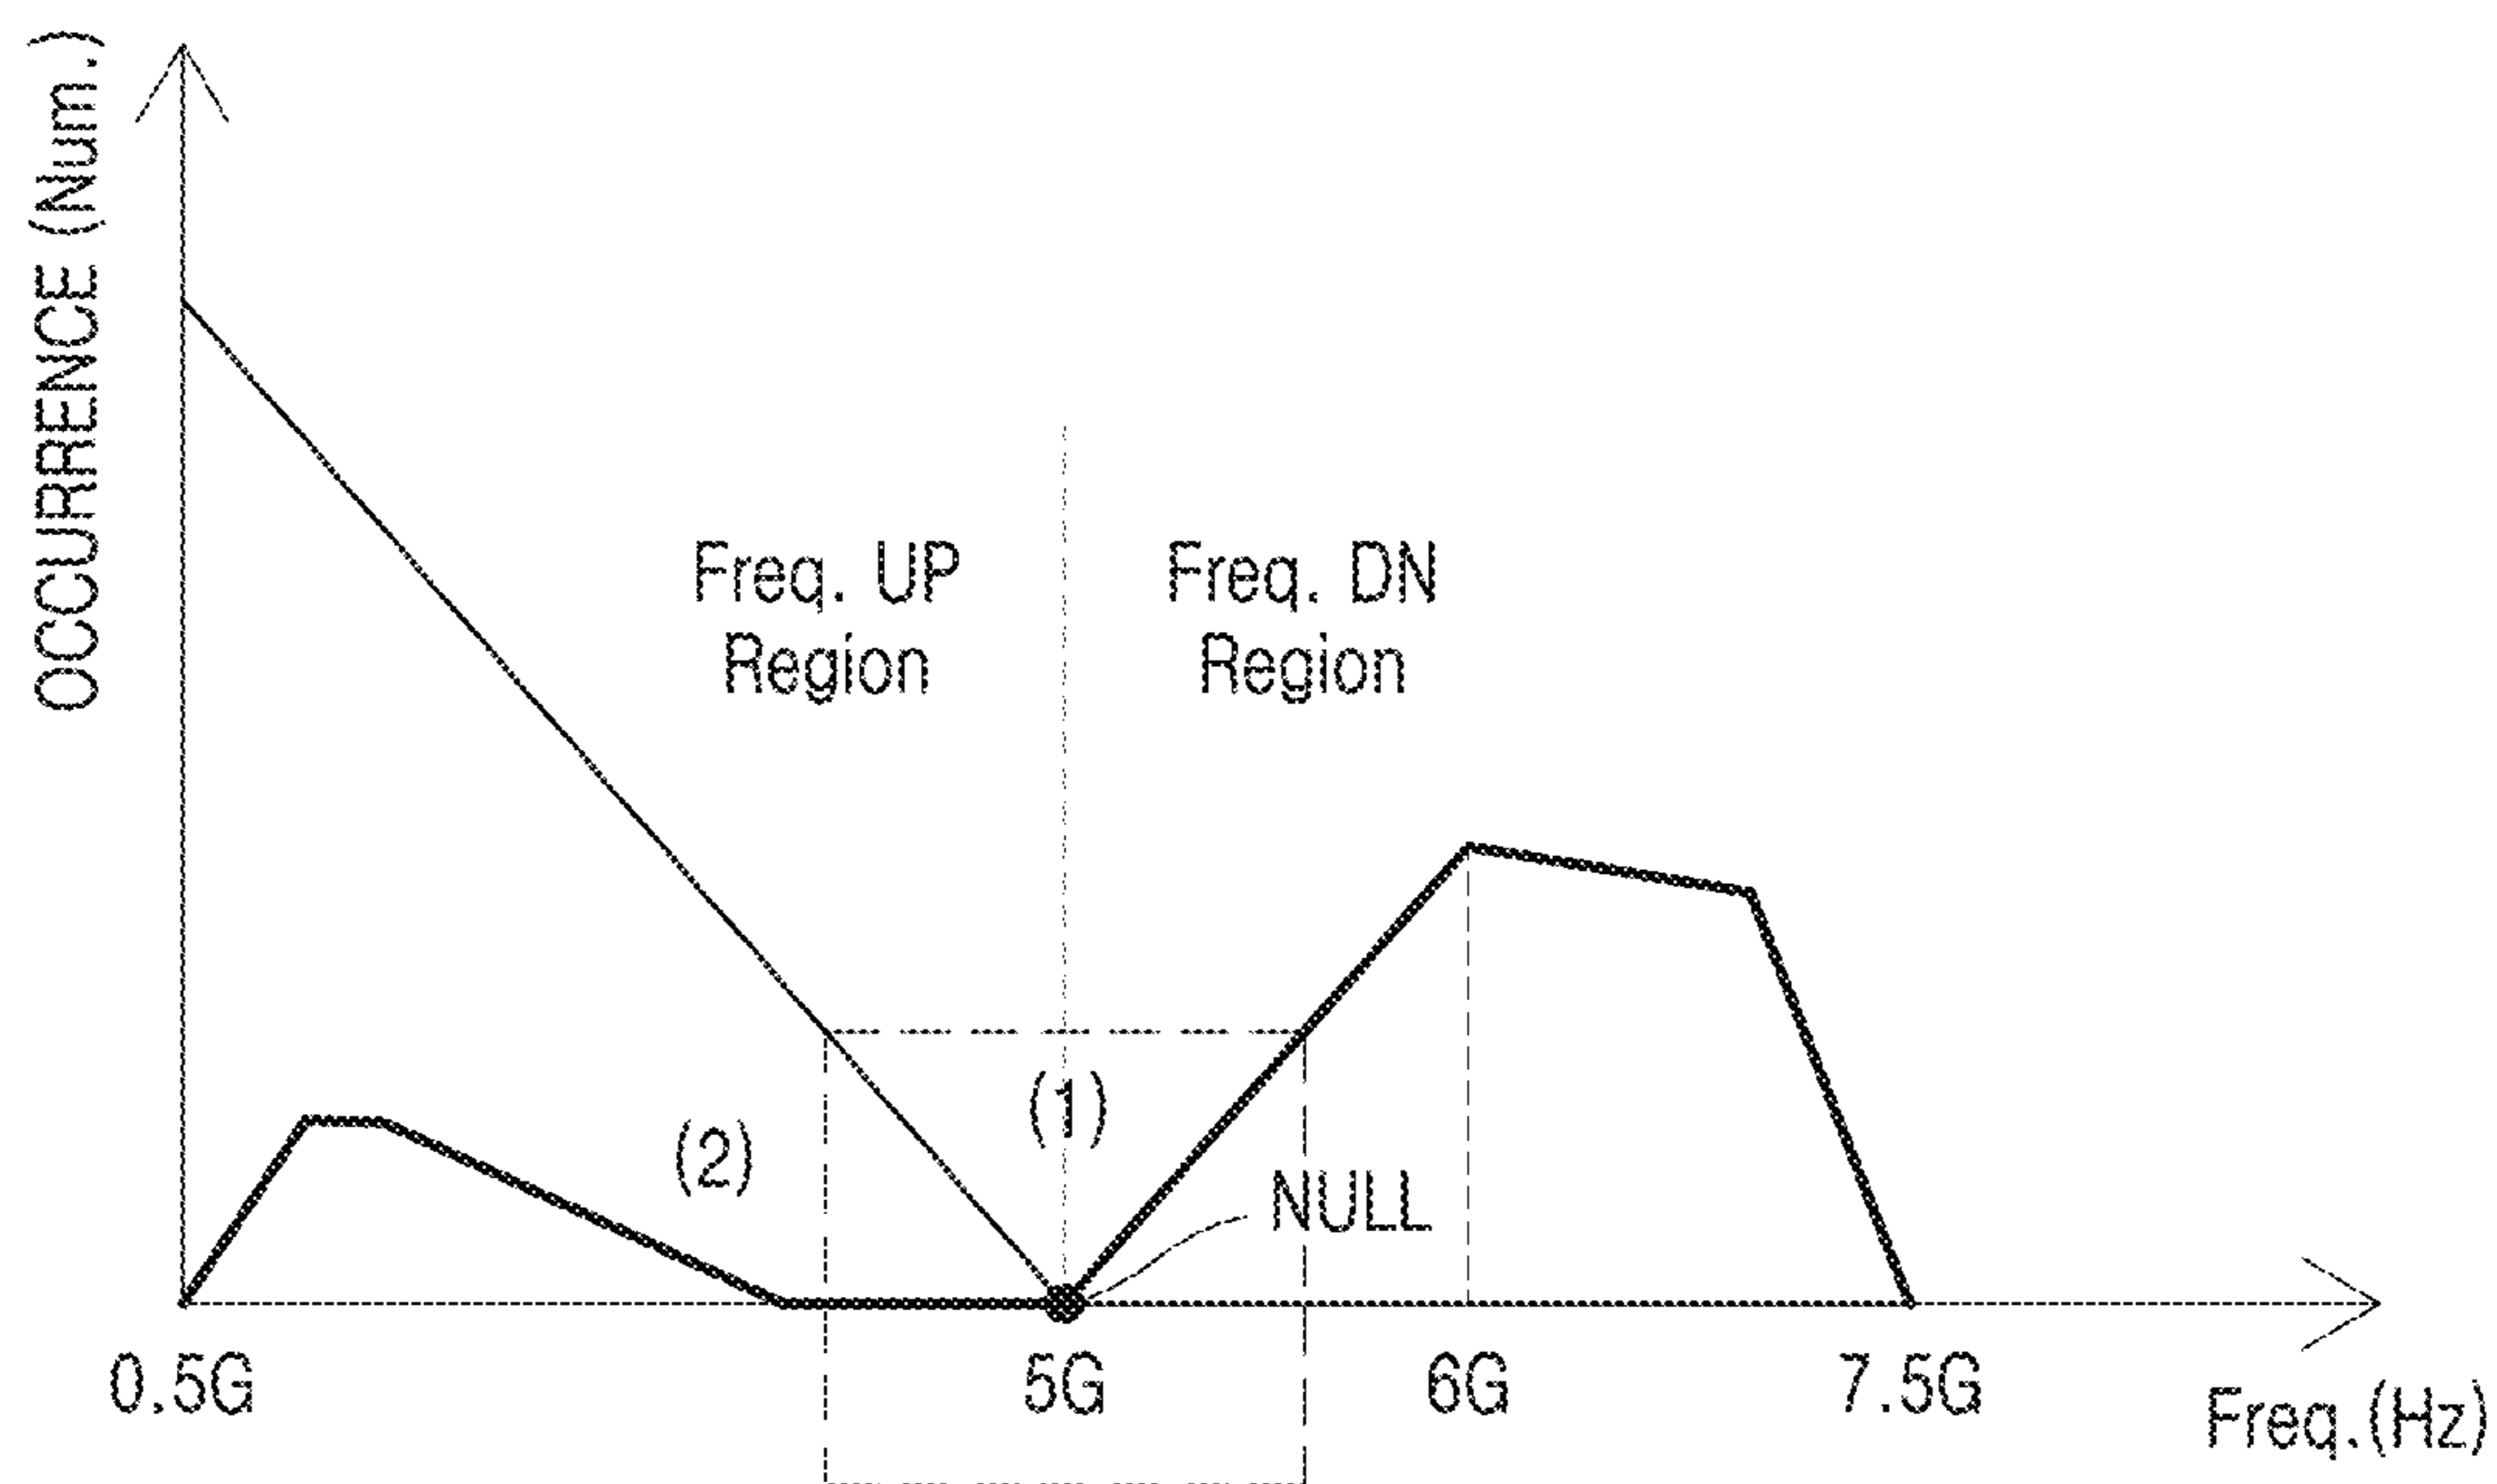 OCCURRENCE (Num.)
Freq. UP
Region
Freq. DN
Region
(1)
(2)
NULL
0.5G
5G
6G
7.5G
Freq.(Hz)